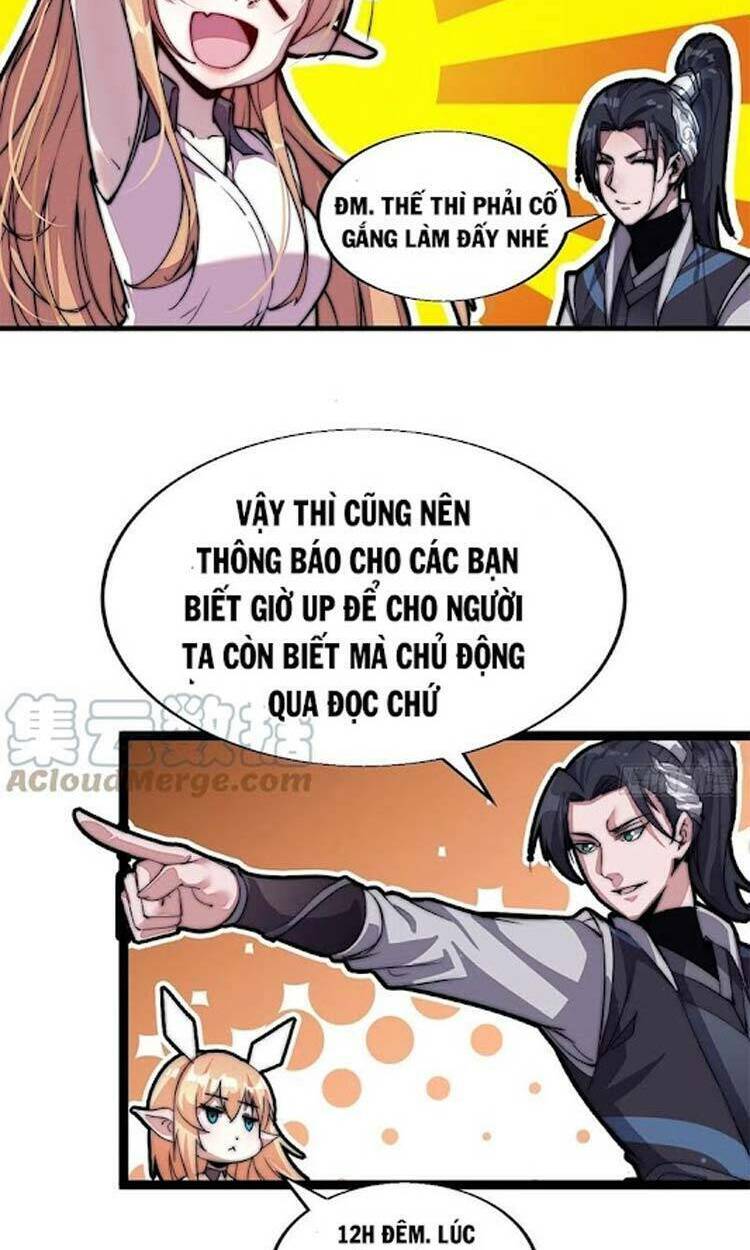 ĐM. THẾ THÌ PHẢI CỐ
GẮNG LÀM ĐẤY NHÉ
VẬY THÌ CŨNG NÊN
THÔNG BÁO CHO CÁC BẠN
BIẾT GIỜ UP ĐỂ CHO NGƯỜI
TA CÒN BIẾT MÀ CHỦ ĐỘNG
QUA ĐỌC CHỨ
集云数据
ACloudMerge.com
12H ĐÊM. LÚC